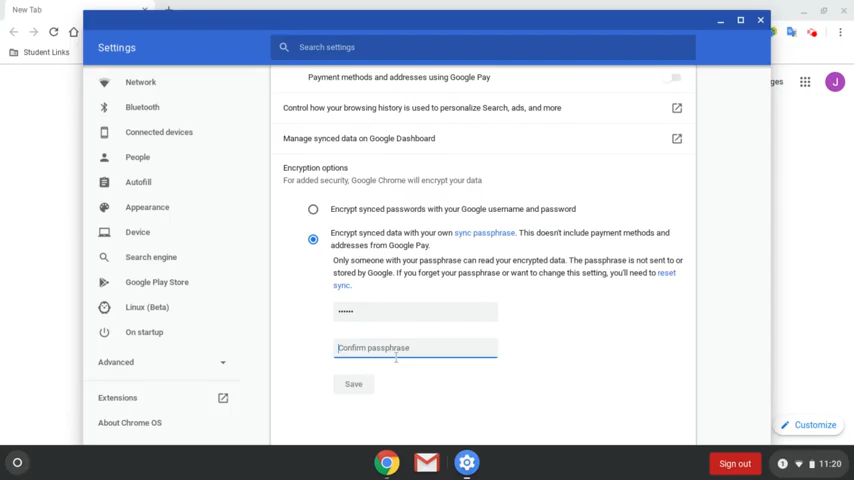 New Tab
Student Links
Settings
Search settings
ges
J
Network
Bluetooth
Connected devices
People
Autofill
Appearance
Device
Search engine
Google Play Store
Linux (Beta)
On startup
Advanced
Extensions
About Chrome OS
Payment methods and addresses using Google Pay
Control how your browsing history is used to personalize Search, ads, and more
Manage synced data on Google Dashboard
Encryption options
For added security, Google Chrome will encrypt your data
Encrypt synced passwords with your Google username and password
Encrypt synced data with your own sync passphrase. This doesn't include payment methods and
addresses from Google Pay.
Only someone with your passphrase can read your encrypted data. The passphrase is not sent to or
stored by Google. If you forget your passphrase or want to change this setting, you'll need to reset
sync.
••••••
Confirm passphrase
Save
Customize
Sign out
1
11:20